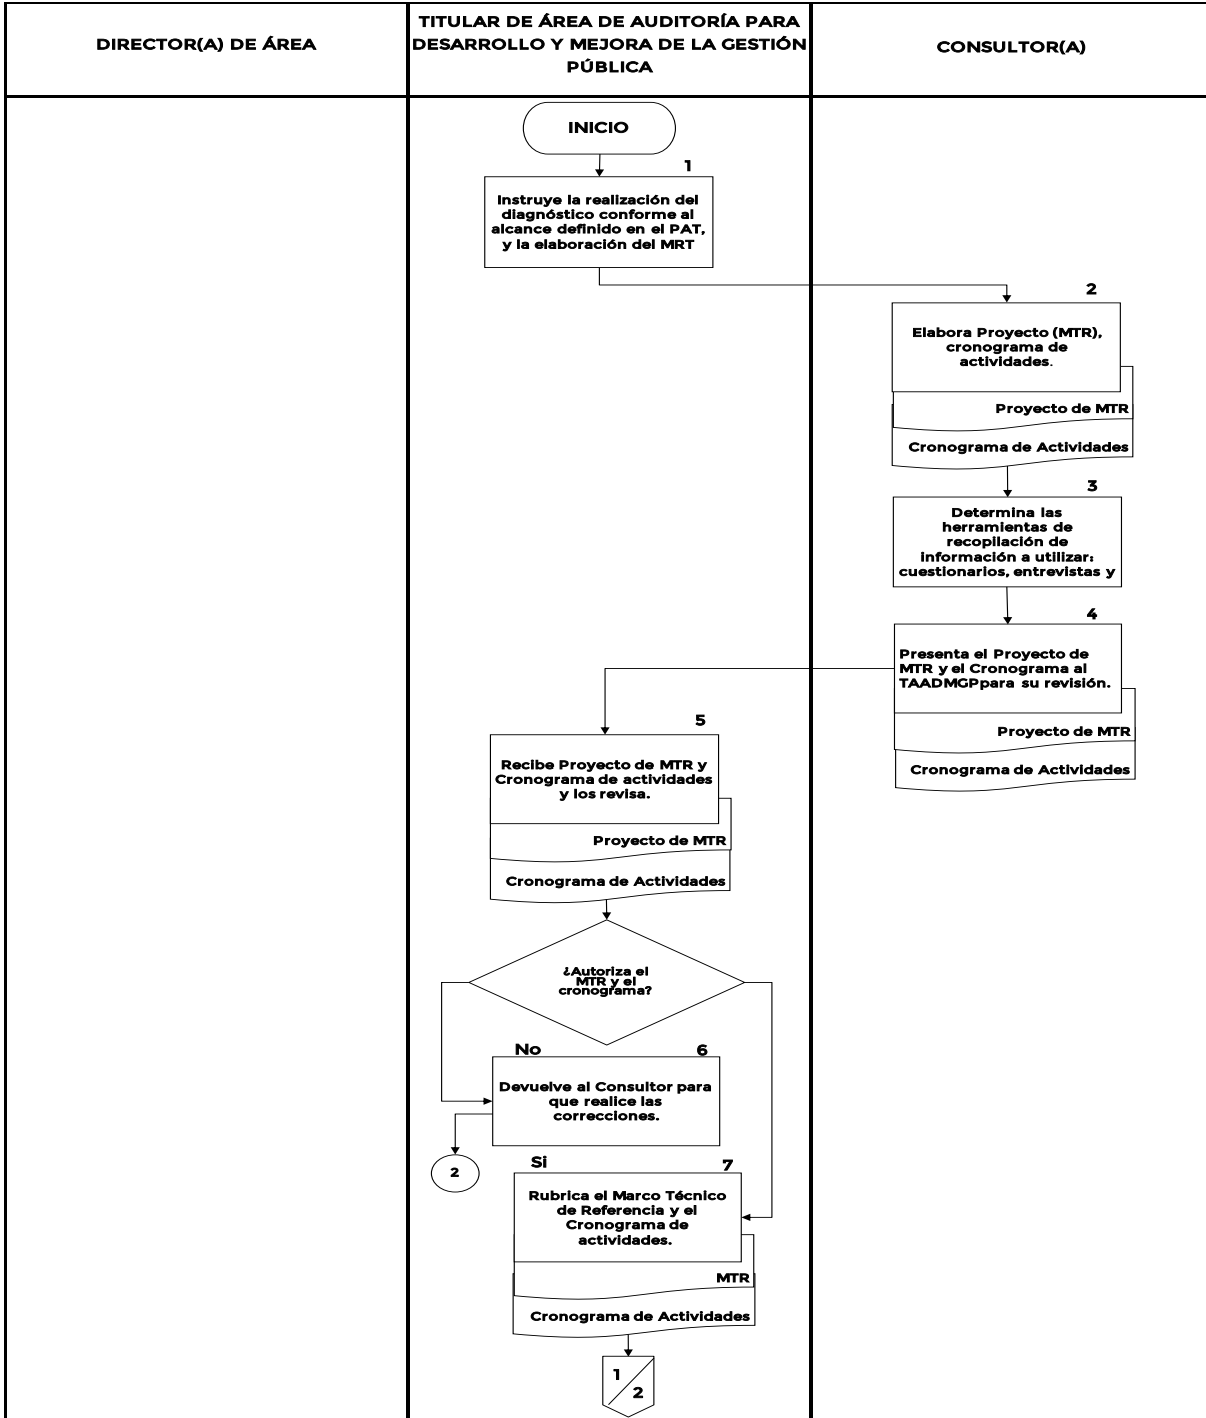 DIRECTOR(A) DE ÁREA
TITULAR DE ÁREA DE AUDITORÍA PARA
DESARROLLO Y MEJORA DE LA GESTIÓN
PÚBLICA
CONSULTOR(A)
INICIO
1
Instruye la realización del
diagnóstico conforme al
alcance definido en el PAT,
y la elaboración del MRT
2
Elabora Proyecto (MTR),
cronograma de
actividades.
Proyecto de MTR
Cronograma de Actividades
3
Determina las
herramientas de
recopilación de
información a utilizar:
cuestionarios, entrevistas y
4
Presenta el Proyecto de
MTR y el Cronograma al
TAADMGPpara su revisión.
Proyecto de MTR
Cronograma de Actividades
5
Recibe Proyecto de MTR y
Cronograma de actividades
y los revisa.
Proyecto de MTR
Cronograma de Actividades
¿Autoriza el
MTR y el
cronograma?
No
6
Devuelve al Consultor para
que realice las
correcciones.
2
Si
7
Rubrica el Marco Técnico
de Referencia y el
Cronograma de
actividades.
MTR
Cronograma de Actividades
1
2